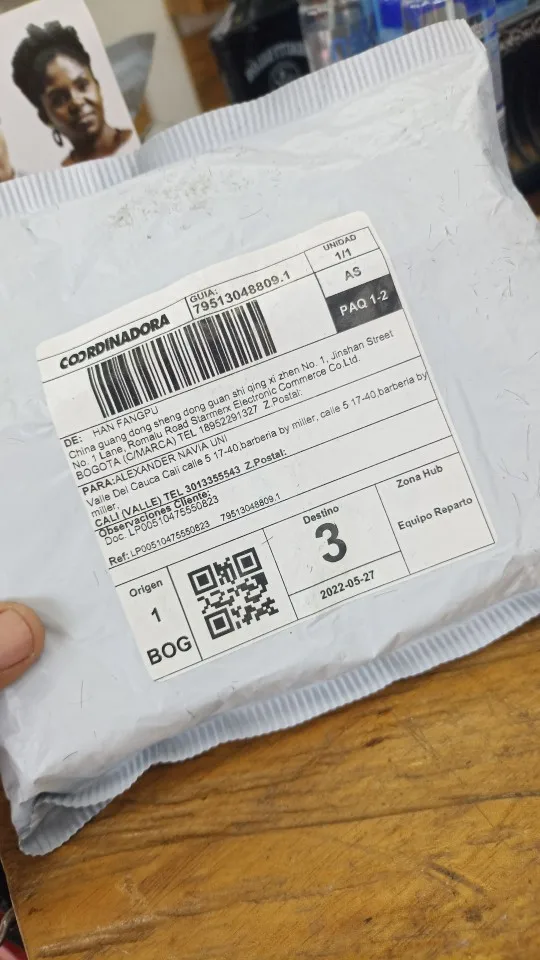 COORDINADORA
GUIA:
79513048809.1
UNIDAD
1/1
AS
PAQ 1-2
DE: HAN FANGPU
China guang dong sheng dong guan shi qing xi zhen No. 1, Jinshan Street
No. 1 Lane, Romalu Road Starmerx Electronic Commerce Co Ltd.
BOGOTA (C/MARCA) TEL 18952291327 Z.Postal:
PARA:ALEXANDER NAVIA UNI
Valle Del Cauca Cali calle 5 17-40,barberia by miller, calle 5 17-40,barberia by
miller,
CALI (VALLE) TEL 3013355543 Z.Postal:
Observaciones Cliente:
Doc. LP00510475550823
Ref: LP00510475550823 79513048809.1
Origen
1
BOG
Destino
3
2022-05-27
Zona Hub
Equipo Reparto